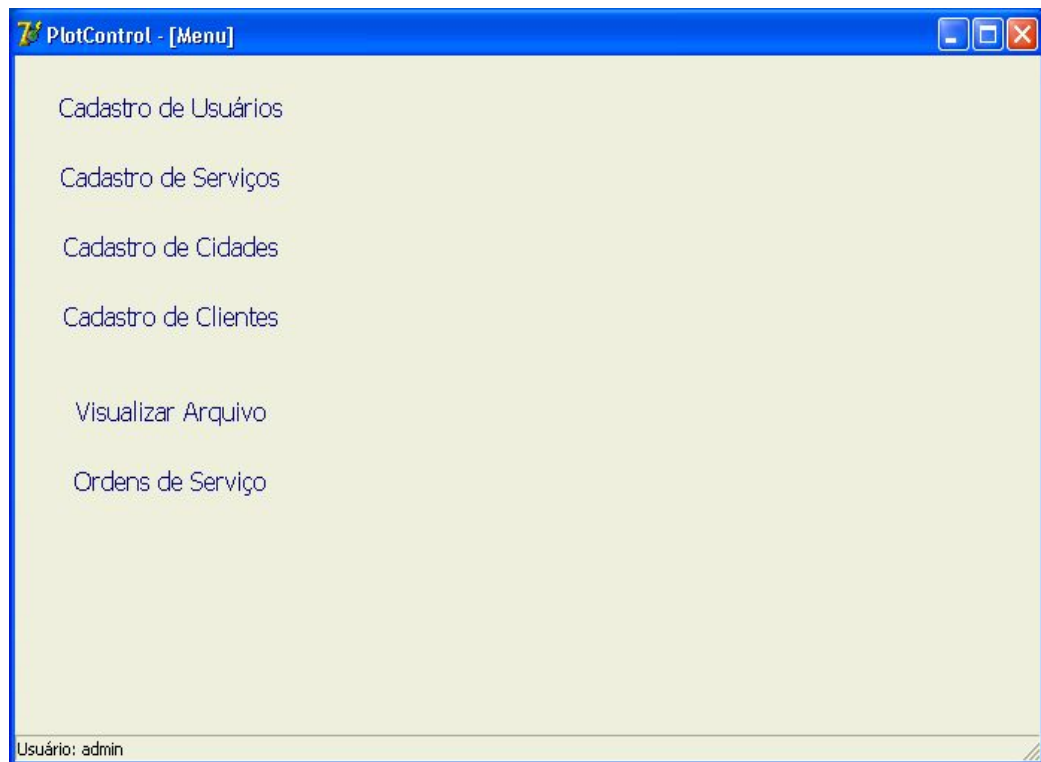 PlotControl - [Menu]
Cadastro de Usuários
Cadastro de Serviços
Cadastro de Cidades
Cadastro de Clientes
Visualizar Arquivo
Ordens de Serviço
Usuário: admin